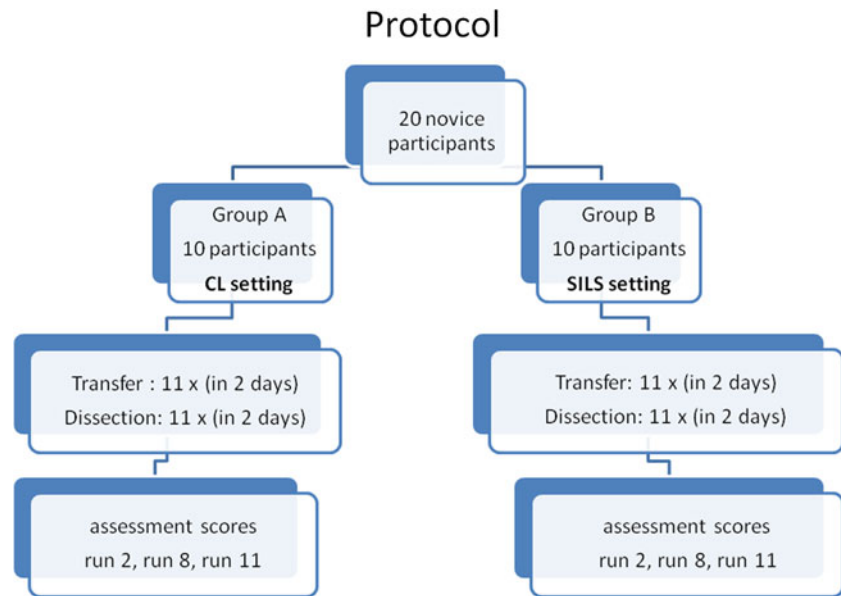 Protocol
20 novice
participants
Group A
10 participants
CL setting
Group B
10 participants
SILS setting
Transfer : 11 x (in 2 days)
Dissection: 11 x (in 2 days)
Transfer: 11 x (in 2 days)
Dissection: 11 x (in 2 days)
assessment scores
run 2, run 8, run 11
assessment scores
run 2, run 8, run 11